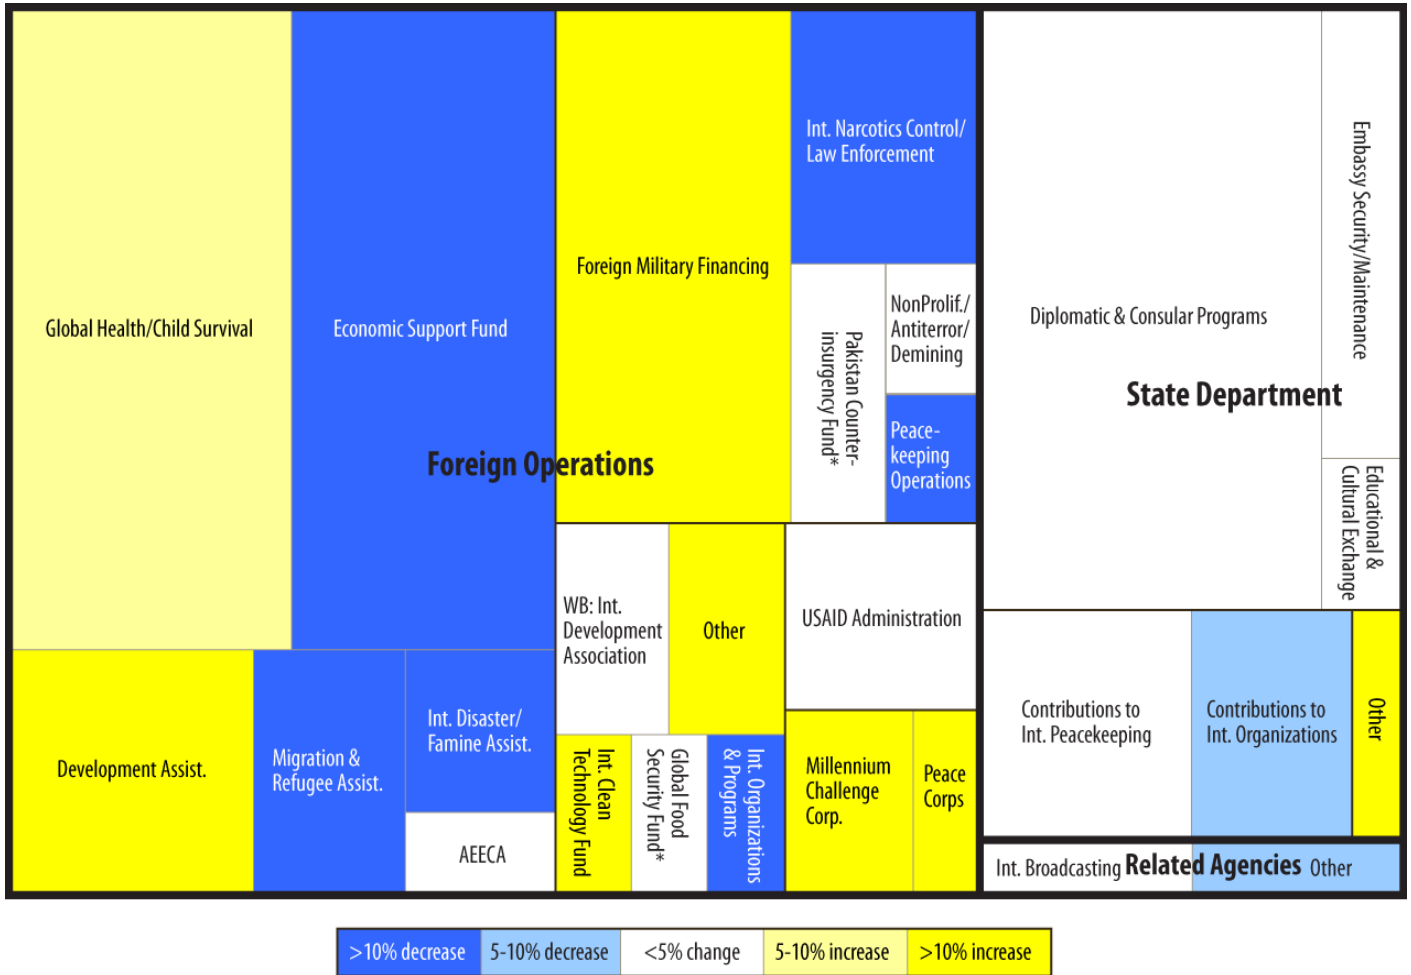 Global Health/Child Survival
Economic Support Fund
Foreign Military Financing
Int. Narcotics Control/
Law Enforcement
Pakistan Counter-
insurgency Fund*
NonProlif./
Antiterror/
Demining
Peace-
keeping
Operations
Foreign Operations
Development Assist.
Migration &
Refugee Assist.
Int. Disaster/
Famine Assist.
AEECA
WB: Int.
Development
Association
Other
USAID Administration
Int. Clean
Technology Fund
Global Food
Security Fund*
Int. Organizations
& Programs
Millennium
Challenge
Corp.
Peace
Corps
Diplomatic & Consular Programs
Embassy Security/Maintenance
State Department
Educational &
Cultural Exchange
Contributions to
Int. Peacekeeping
Contributions to
Int. Organizations
Other
Int. Broadcasting
Related Agencies
Other
>10% decrease
5-10% decrease
<5% change
5-10% increase
>10% increase